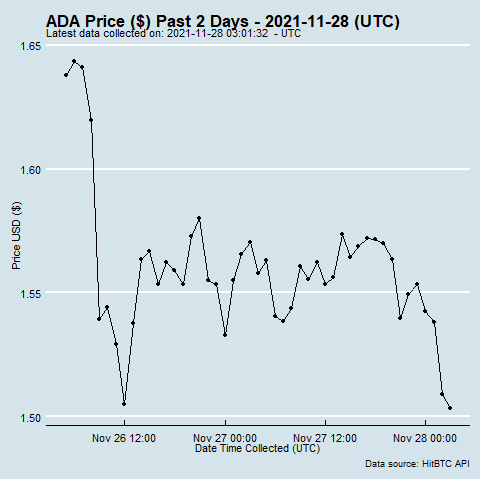 ADA Price ($) Past 2 Days - 2021-11-28 (UTC)
Latest data collected on: 2021-11-28 03:01:32  - UTC
1.65
1.60
1.55
1.50
Price USD ($)
Nov 26 12:00 Nov 27 00:00 Nov 27 12:00 Nov 28 00:00
Date Time Collected (UTC)
Data source: HitBTC API